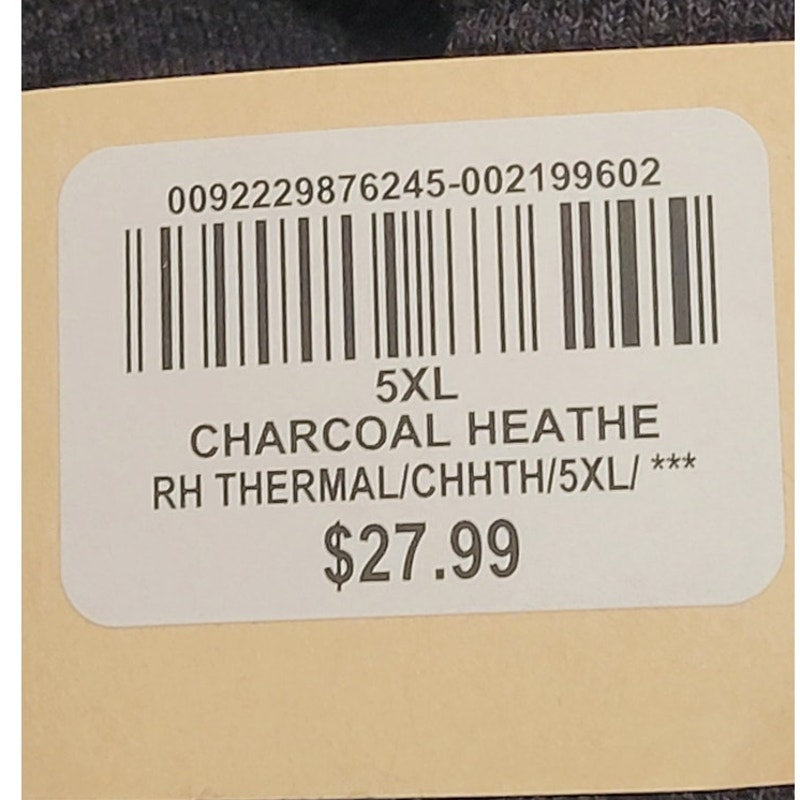 0092229876245-002199602
5XL
CHARCOAL HEATHE
RH THERMAL/CHHTH/5XL/ ***
$27.99